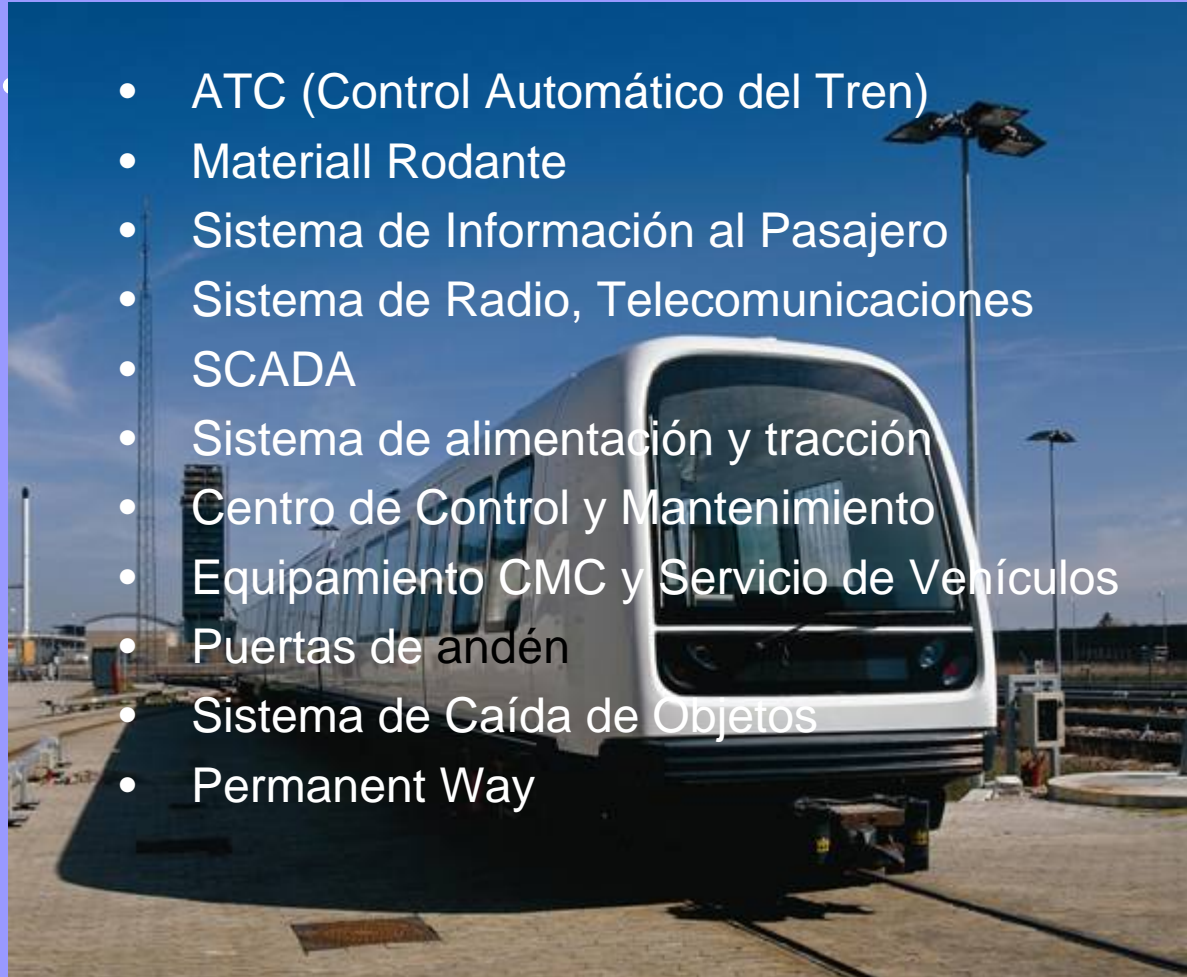 • ATC (Control Automático del Tren)
• Materiall Rodante
• Sistema de Información al Pasajero
• Sistema de Radio, Telecomunicaciones
• SCADA
• Sistema de alimentación y tracción
• Centro de Control y Mantenimiento
• Equipamiento CMC y Servicio de Vehículos
• Puertas de andén
• Sistema de Caída de Objetos
• Permanent Way